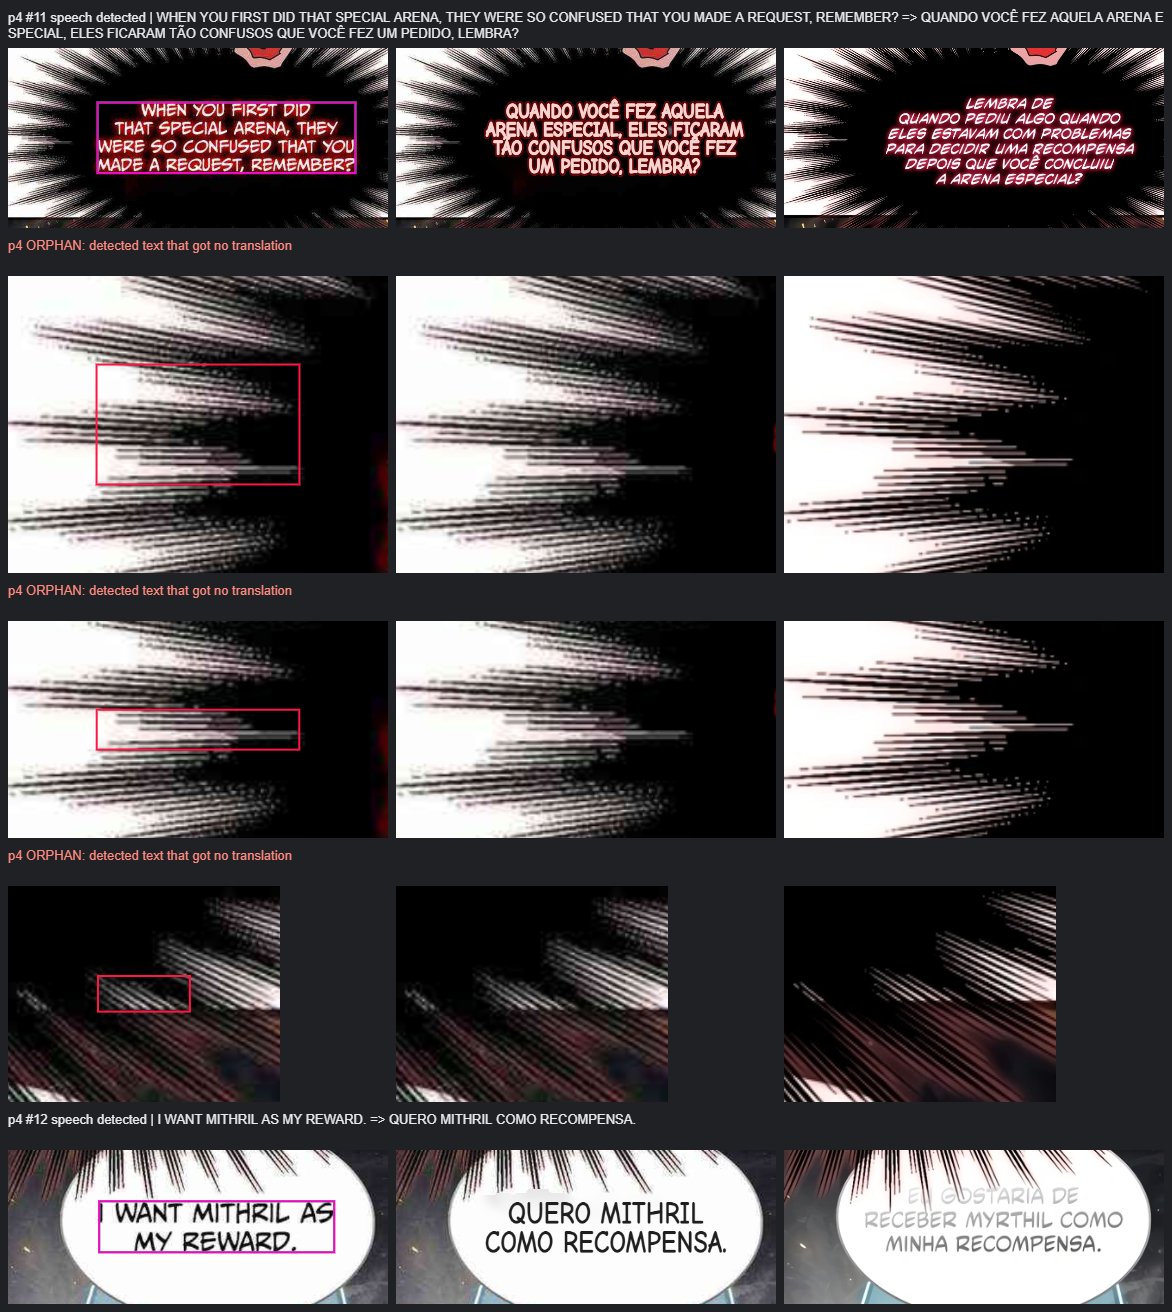 p4 #11 speech detected | WHEN YOU FIRST DID THAT SPECIAL ARENA, THEY WERE SO CONFUSED THAT YOU MADE A REQUEST, REMEMBER? => QUANDO VOCÊ FEZ AQUELA ARENA E
SPECIAL, ELES FICARAM TÃO CONFUSOS QUE VOCÊ FEZ UM PEDIDO, LEMBRA?
WHEN YOU FIRST DID
THAT SPECIAL ARENA, THEY
WERE SO CONFUSED THAT YOU
MADE A REQUEST, REMEMBER?
QUANDO VOCÊ FEZ AQUELA
ARENA ESPECIAL, ELES FICARAM
TÃO CONFUSOS QUE VOCÊ FEZ
UM PEDIDO, LEMBRA?
LEMBRA DE
QUANDO PEDIU ALGO QUANDO
ELES ESTAVAM COM PROBLEMAS
PARA DECIDIR UMA RECOMPENSA
DEPOIS QUE VOCÊ CONCLUIU
A ARENA ESPECIAL?
p4 ORPHAN: detected text that got no translation
p4 ORPHAN: detected text that got no translation
p4 ORPHAN: detected text that got no translation
p4 #12 speech detected | I WANT MITHRIL AS MY REWARD. => QUERO MITHRIL COMO RECOMPENSA.
I WANT MITHRIL AS
MY REWARD.
QUERO MITHRIL
COMO RECOMPENSA.
EU GOSTARIA DE
RECEBER MYRTHIL COMO
MINHA RECOMPENSA.